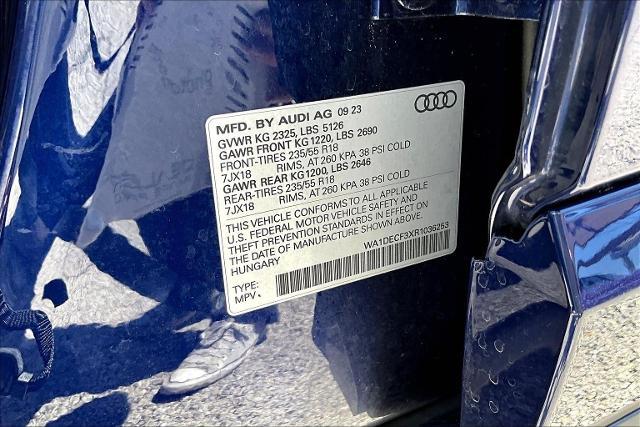 MFD. BY AUDI AG 09 23
GVWR KG 2325, LBS 5126
GAWR FRONT KG1220, LBS 2690
FRONT-TIRES 235/55 R18
7JX18 RIMS, AT 260 KPA 38 PSI COLD
GAWR REAR KG1200, LBS 2646
REAR-TIRES 235/55 R18
7JX18 RIMS, AT 260 KPA 38 PSI COLD
THIS VEHICLE CONFORMS TO ALL APPLICABLE
U.S. FEDERAL MOTOR VEHICLE SAFETY AND
THEFT PREVENTION STANDARDS IN EFFECT ON
THE DATE OF MANUFACTURE SHOWN ABOVE.
HUNGARY
WA1DECF3XR1036253
TYPE:
MPV